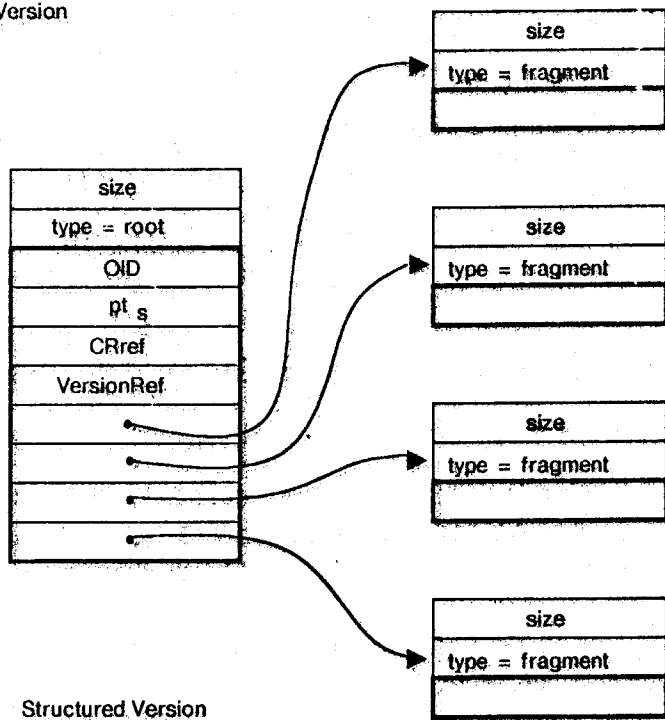 Version
size
type = root
OID
pt s
CRref
VersionRef
size
type = fragment
size
type = fragment
size
type = fragment
size
type = fragment
Structured Version